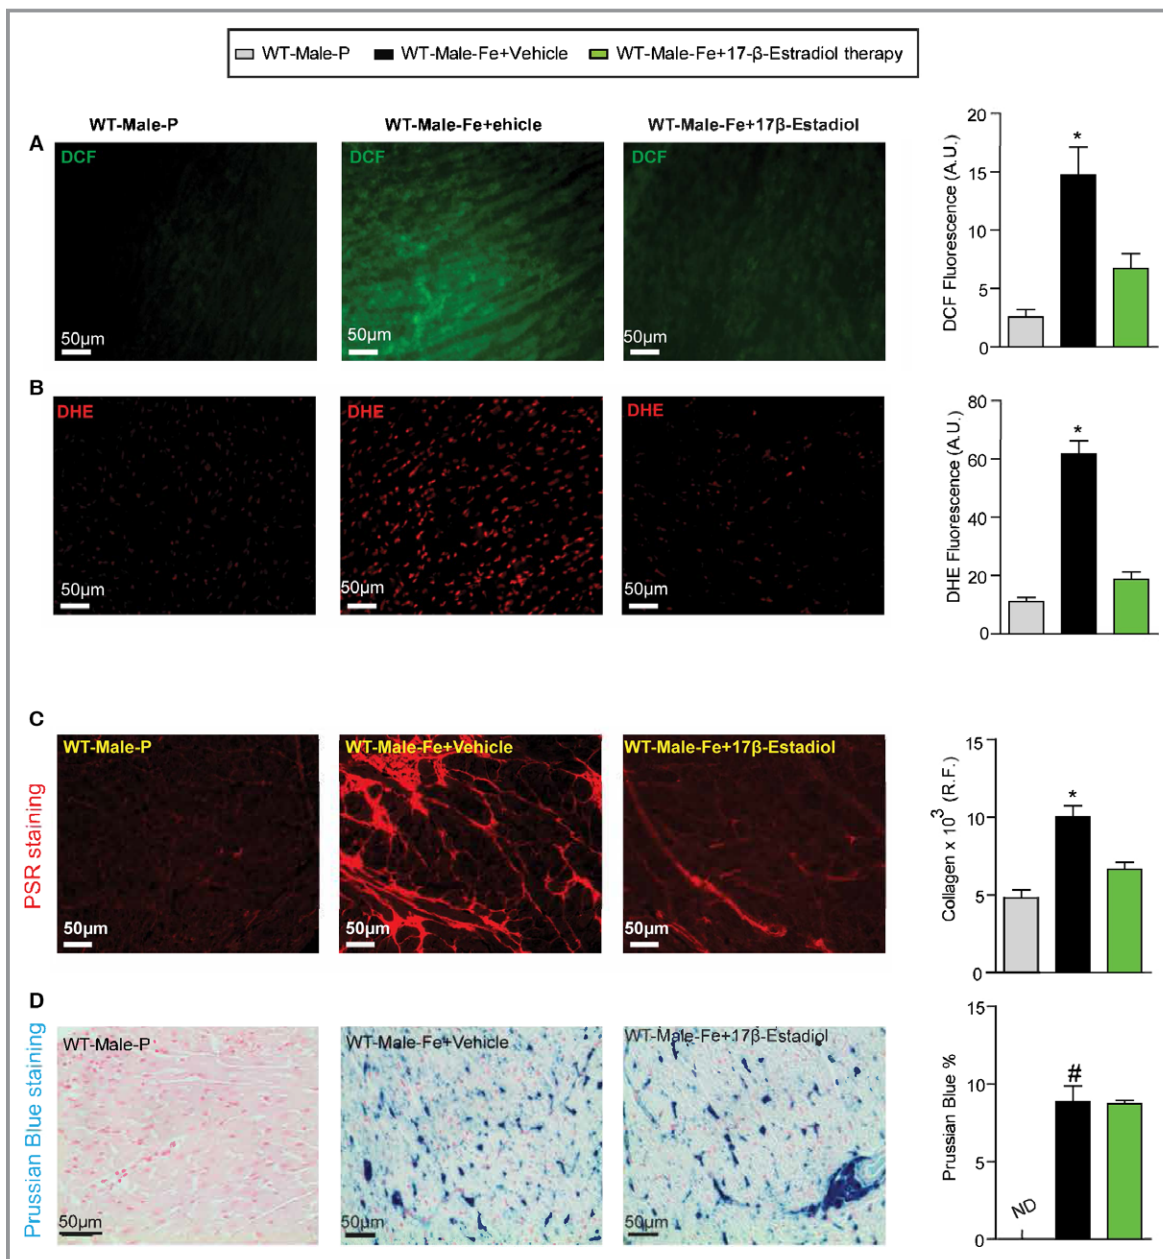 WT-Male-P WT-Male-Fe+Vehicle WT-Male-Fe+17-β-Estradiol therapy
WT-Male-P WT-Male-Fe+ehicle WT-Male-Fe+17β-Estadiol
A
DCF DCF DCF
50µm 50µm 50µm
DCF Fluorescence (A.U.)
20
15
10
5
0
*
B
DHE DHE DHE
50µm 50µm 50µm
DHE Fluorescence (A.U.)
80
60
40
20
0
*
C
PSR staining
WT-Male-P WT-Male-Fe+Vehicle WT-Male-Fe+17β-Estadiol
50µm 50µm 50µm
Collagen x 10³ (R.F.)
15
10
5
0
*
D
Prussian Blue staining
WT-Male-P WT-Male-Fe+Vehicle WT-Male-Fe+17β-Estadiol
50µm 50µm 50µm
Prussian Blue %
15
10
5
0
ND
#